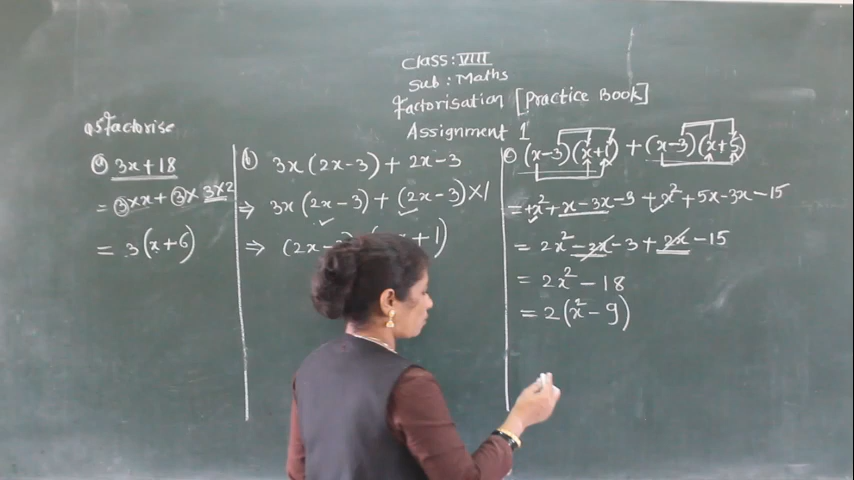 Class: VIII
Sub: Maths
Factorisation [Practice Book]
Assignment 1
Q5 factorise
a) 3x+18
= 3×x + 3×3×2
= 3(x+6)
b) 3x(2x-3) + 2x-3
⇒ 3x(2x-3) + (2x-3)×1
⇒ (2x- x+1)
c) (x-3)(x+1) + (x-3)(x+5)
= +x² + x-3x-3 + x² + 5x-3x-15
= 2x² - 2x - 3 + 2x - 15
= 2x² - 18
= 2(x² - 9)